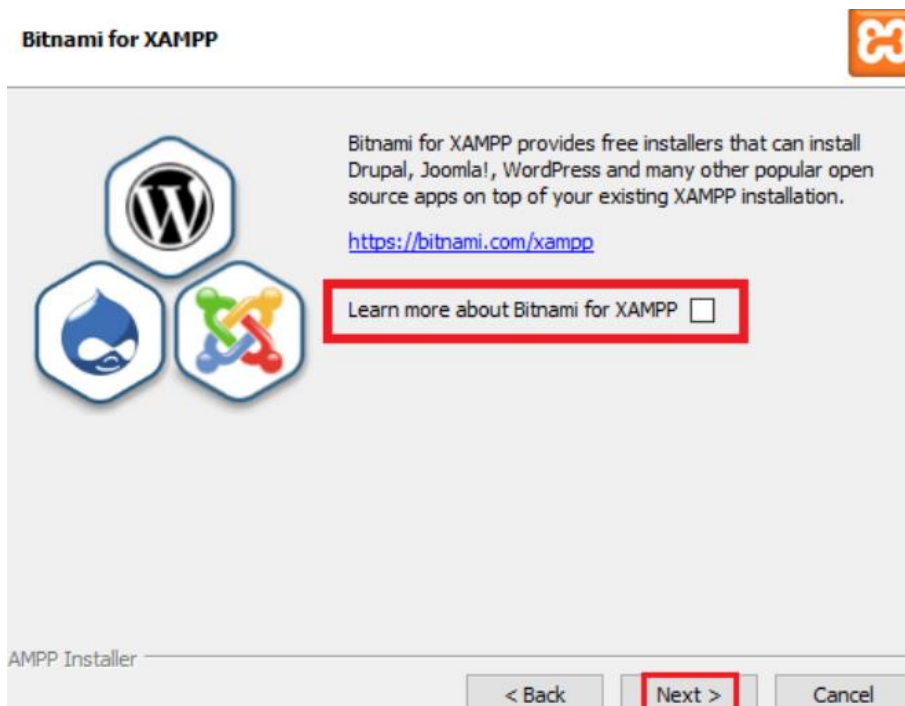 Bitnami for XAMPP
Bitnami for XAMPP provides free installers that can install
Drupal, Joomla!, WordPress and many other popular open
source apps on top of your existing XAMPP installation.
https://bitnami.com/xampp
Learn more about Bitnami for XAMPP
AMPP Installer
< Back Next > Cancel